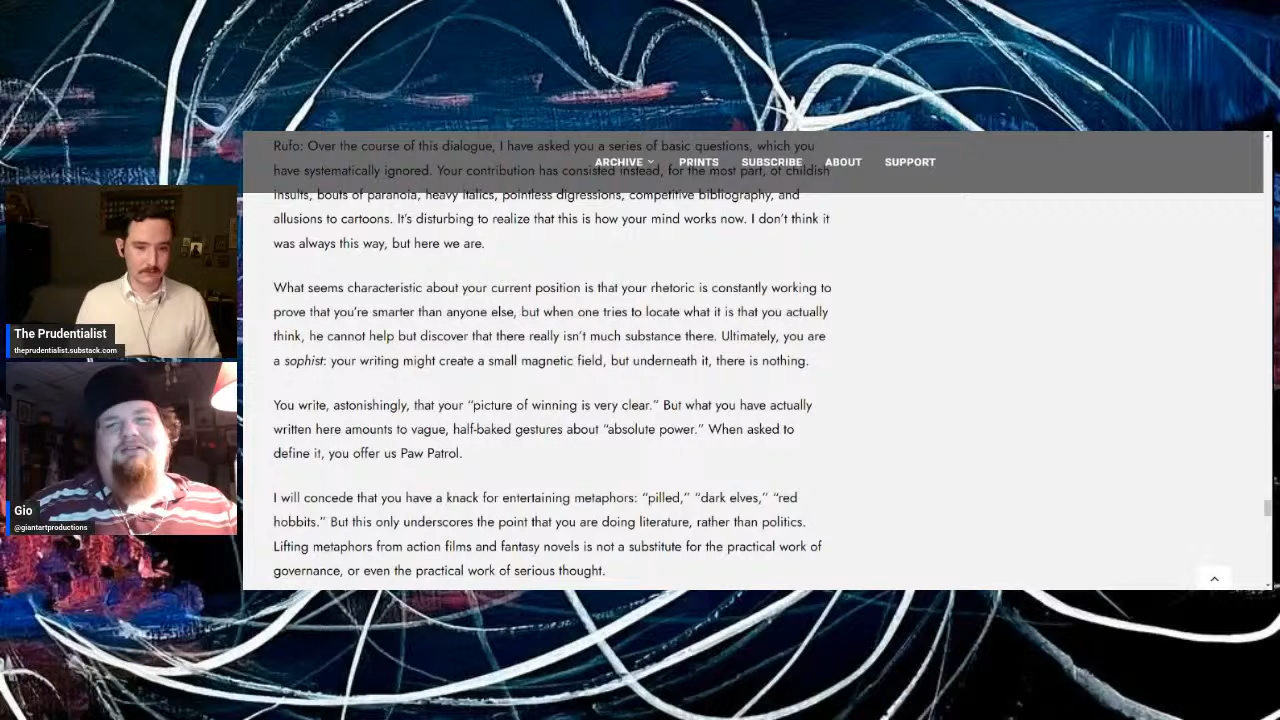 Rufo: Over the course of this dialogue, I have asked you a series of basic questions, which you
ARCHIVE PRINTS SUBSCRIBE ABOUT SUPPORT
have systematically ignored. Your contribution has consisted instead, for the most part, of childish
insults, bouts of paranoia, heavy italics, pointless digressions, competitive bibliography, and
allusions to cartoons. It's disturbing to realize that this is how your mind works now. I don't think it
was always this way, but here we are.
What seems characteristic about your current position is that your rhetoric is constantly working to
prove that you're smarter than anyone else, but when one tries to locate what it is that you actually
think, he cannot help but discover that there really isn't much substance there. Ultimately, you are
a sophist: your writing might create a small magnetic field, but underneath it, there is nothing.
You write, astonishingly, that your “picture of winning is very clear.” But what you have actually
written here amounts to vague, half-baked gestures about “absolute power.” When asked to
define it, you offer us Paw Patrol.
I will concede that you have a knack for entertaining metaphors: “pilled,” “dark elves,” “red
hobbits.” But this only underscores the point that you are doing literature, rather than politics.
Lifting metaphors from action films and fantasy novels is not a substitute for the practical work of
governance, or even the practical work of serious thought.
The Prudentialist
theprudentialist.substack.com
Gio
@giantartproductions